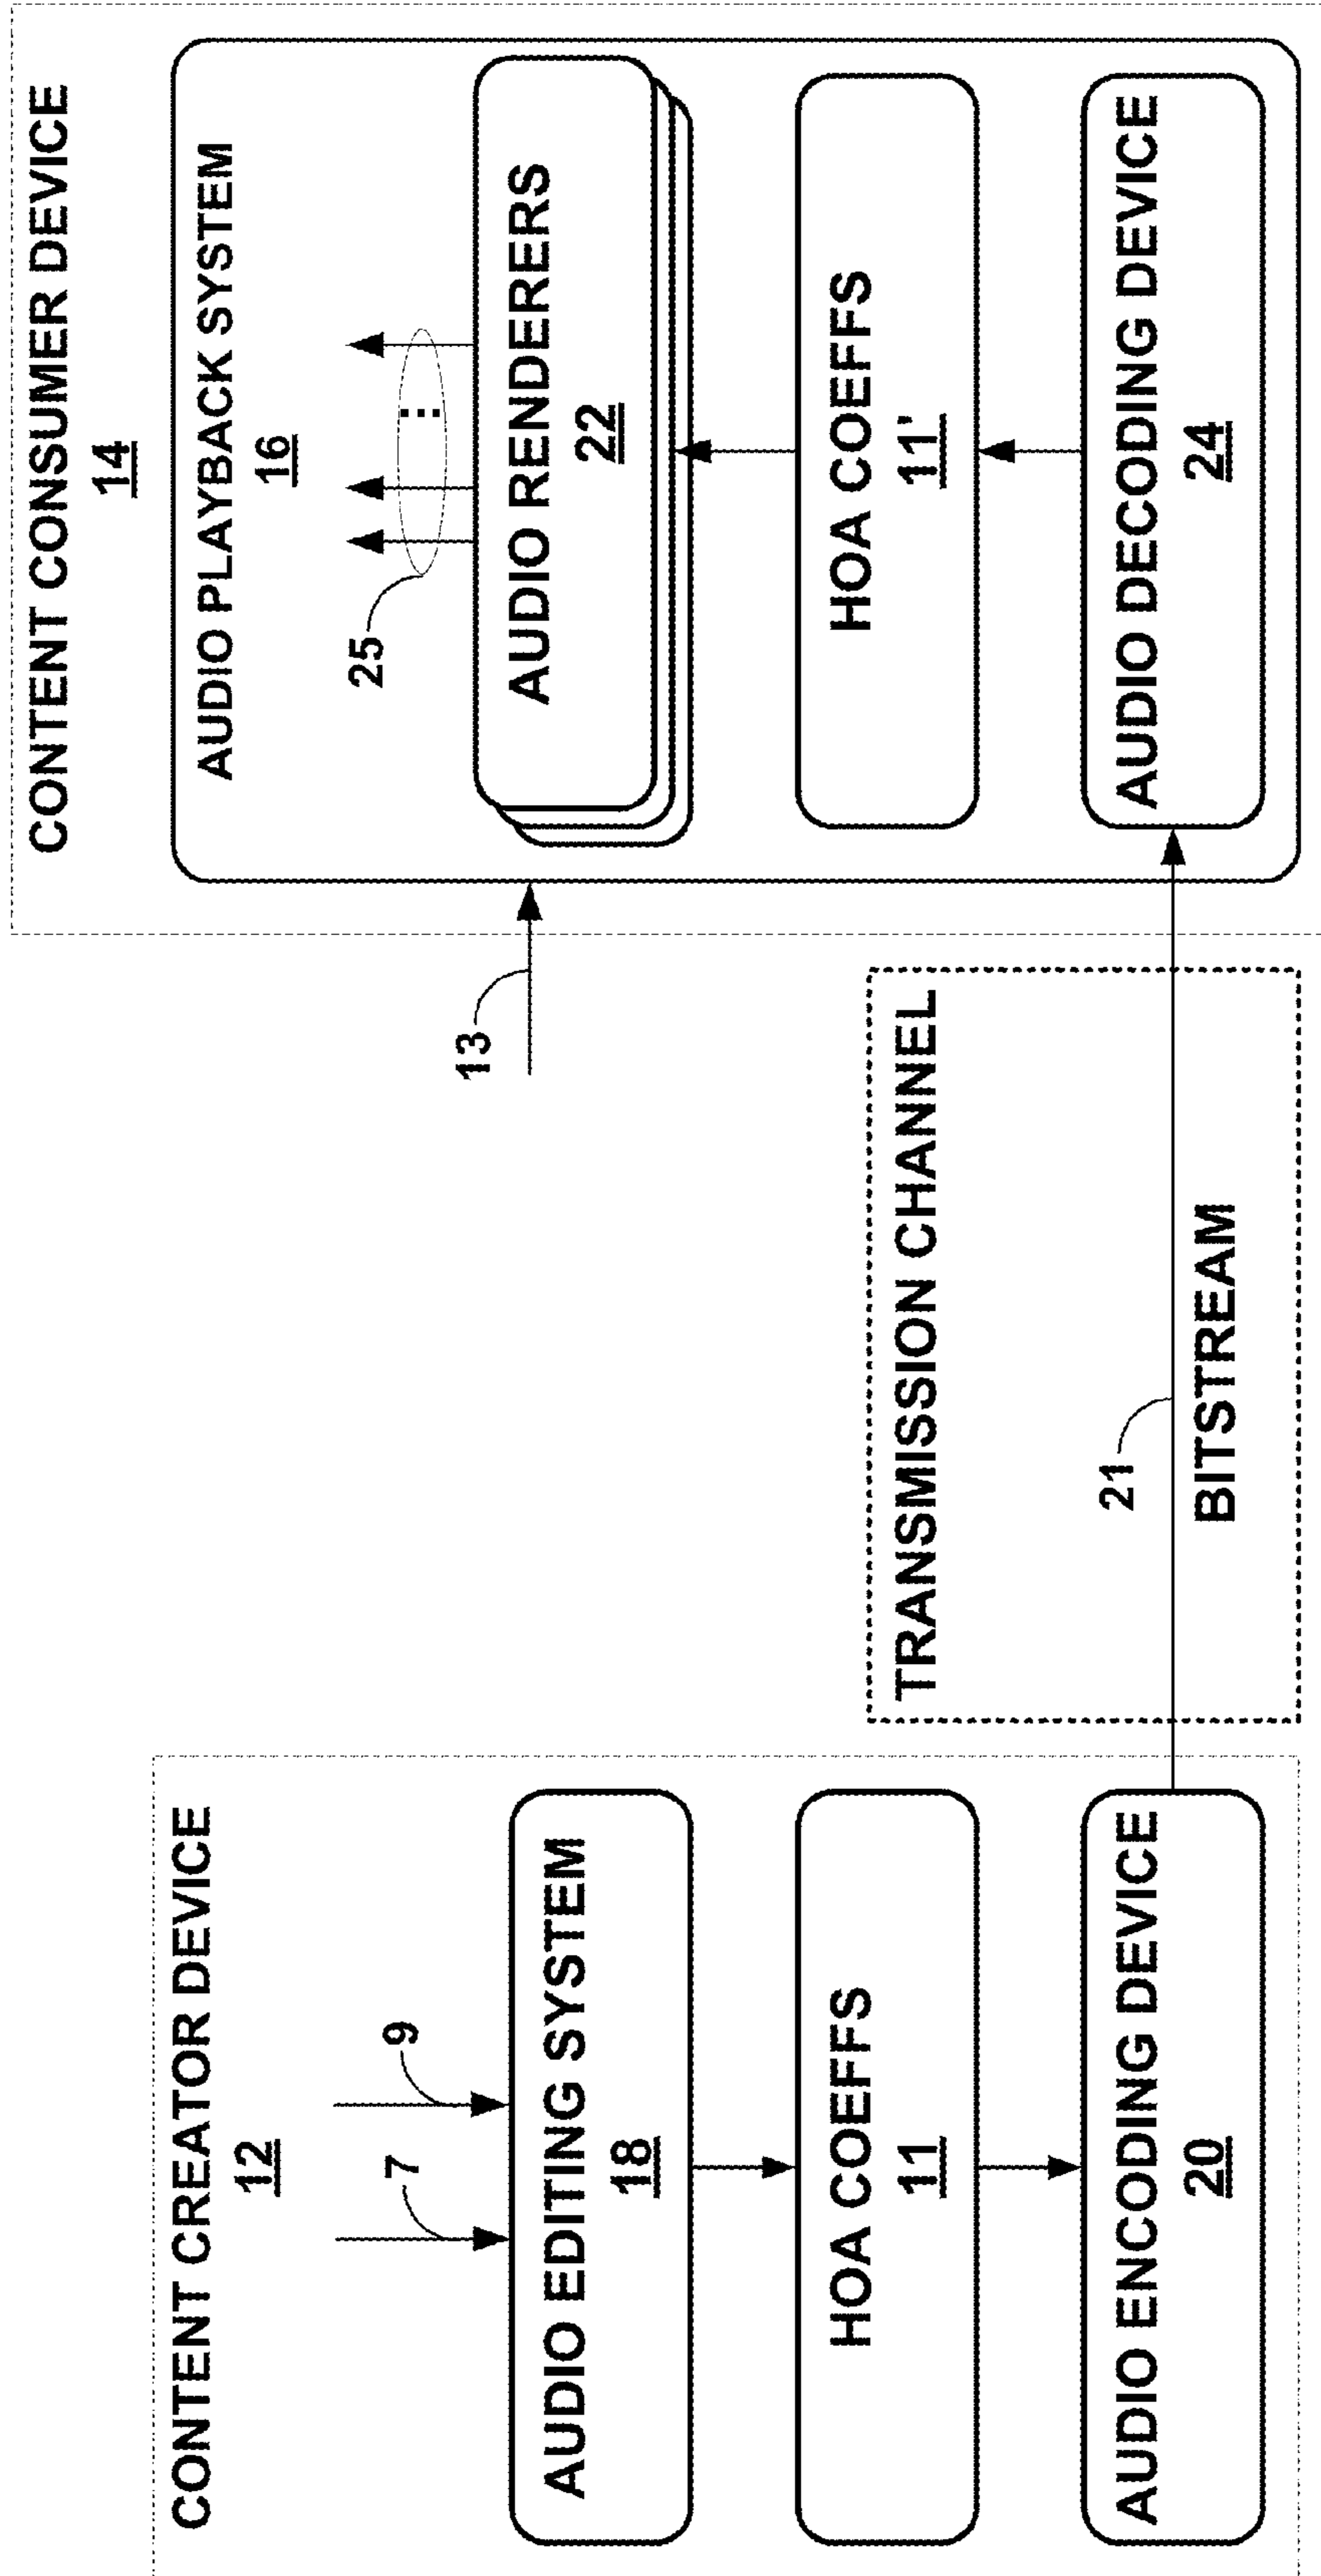 CONTENT CREATOR DEVICE
12
7
9
AUDIO EDITING SYSTEM
18
HOA COEFFS
11
AUDIO ENCODING DEVICE
20
TRANSMISSION CHANNEL
21
BITSTREAM
13
CONTENT CONSUMER DEVICE
14
AUDIO PLAYBACK SYSTEM
16
25
...
AUDIO RENDERERS
22
HOA COEFFS
11'
AUDIO DECODING DEVICE
24